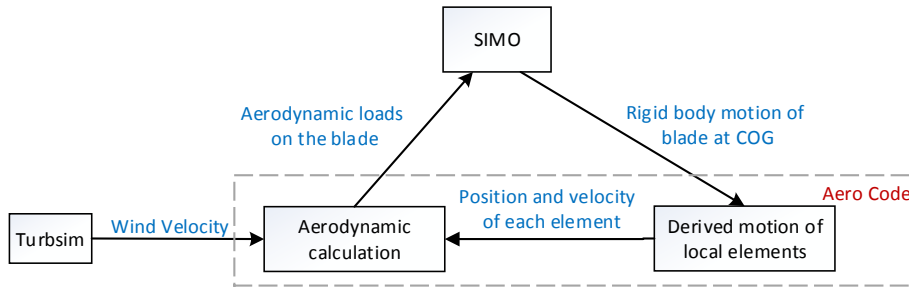 SIMO
Aerodynamic loads
on the blade
Rigid body motion of
blade at COG
Aero Code
Position and velocity
of each element
Turbsim
Wind Velocity
Aerodynamic
calculation
Derived motion of
local elements